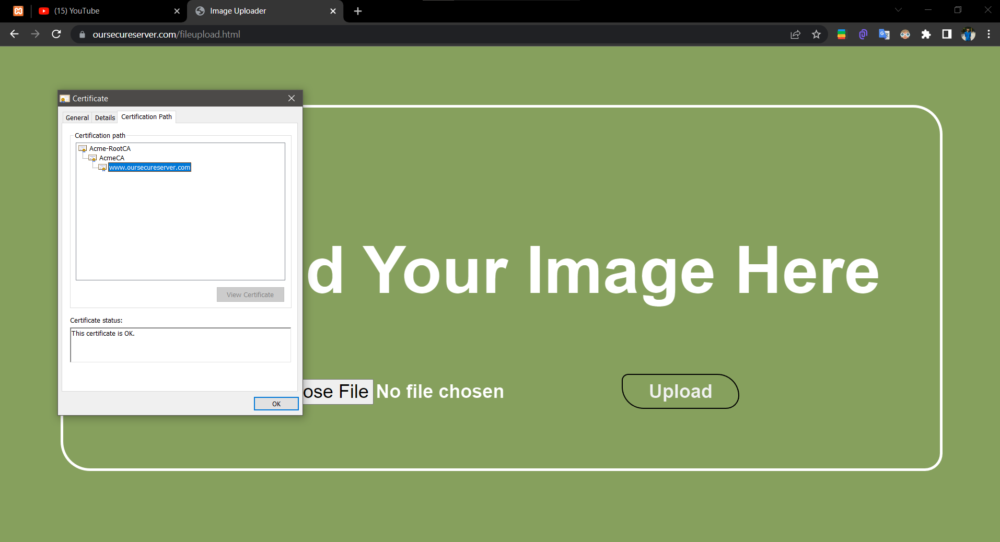 (15) YouTube
Image Uploader
oursecureserver.com/fileupload.html
Certificate
General
Details
Certification Path
Certification path
Acme-RootCA
AcmeCA
www.oursecureserver.com
View Certificate
Certificate status:
This certificate is OK.
OK
d Your Image Here
ose File
No file chosen
Upload